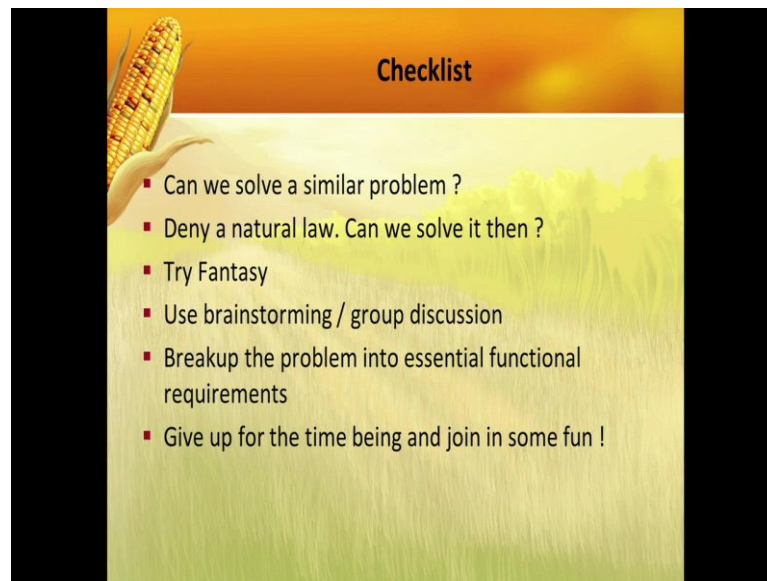 Checklist
Can we solve a similar problem ?
Deny a natural law. Can we solve it then ?
Try Fantasy
Use brainstorming / group discussion
Breakup the problem into essential functional
requirements
Give up for the time being and join in some fun !